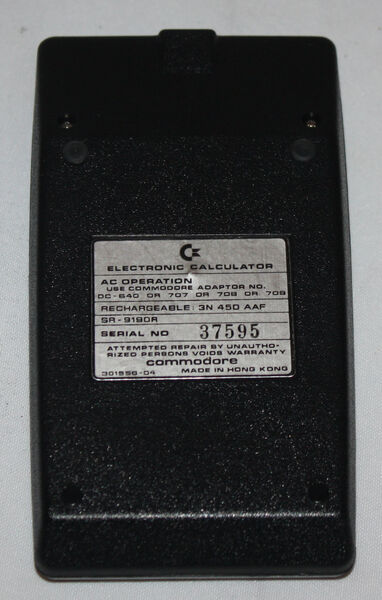 ELECTRONIC CALCULATOR
AC OPERATION
USE COMMODORE ADAPTOR NO.
DC-640 OR 707 OR 708 OR 709
RECHARGEABLE: 3N 450 AAF
SR-9190R
SERIAL NO 37595
ATTEMPTED REPAIR BY UNAUTHO-
RIZED PERSONS VOIDS WARRANTY
commodore
301556-04 MADE IN HONG KONG